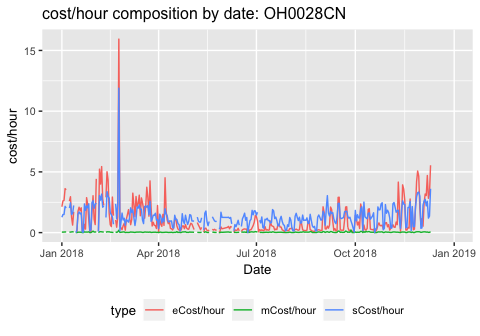 cost/hour composition by date: OH0028CN
15
10
5
0
cost/hour
Jan 2018 Apr 2018 Jul 2018 Oct 2018 Jan 2019
Date
type eCost/hour mCost/hour sCost/hour